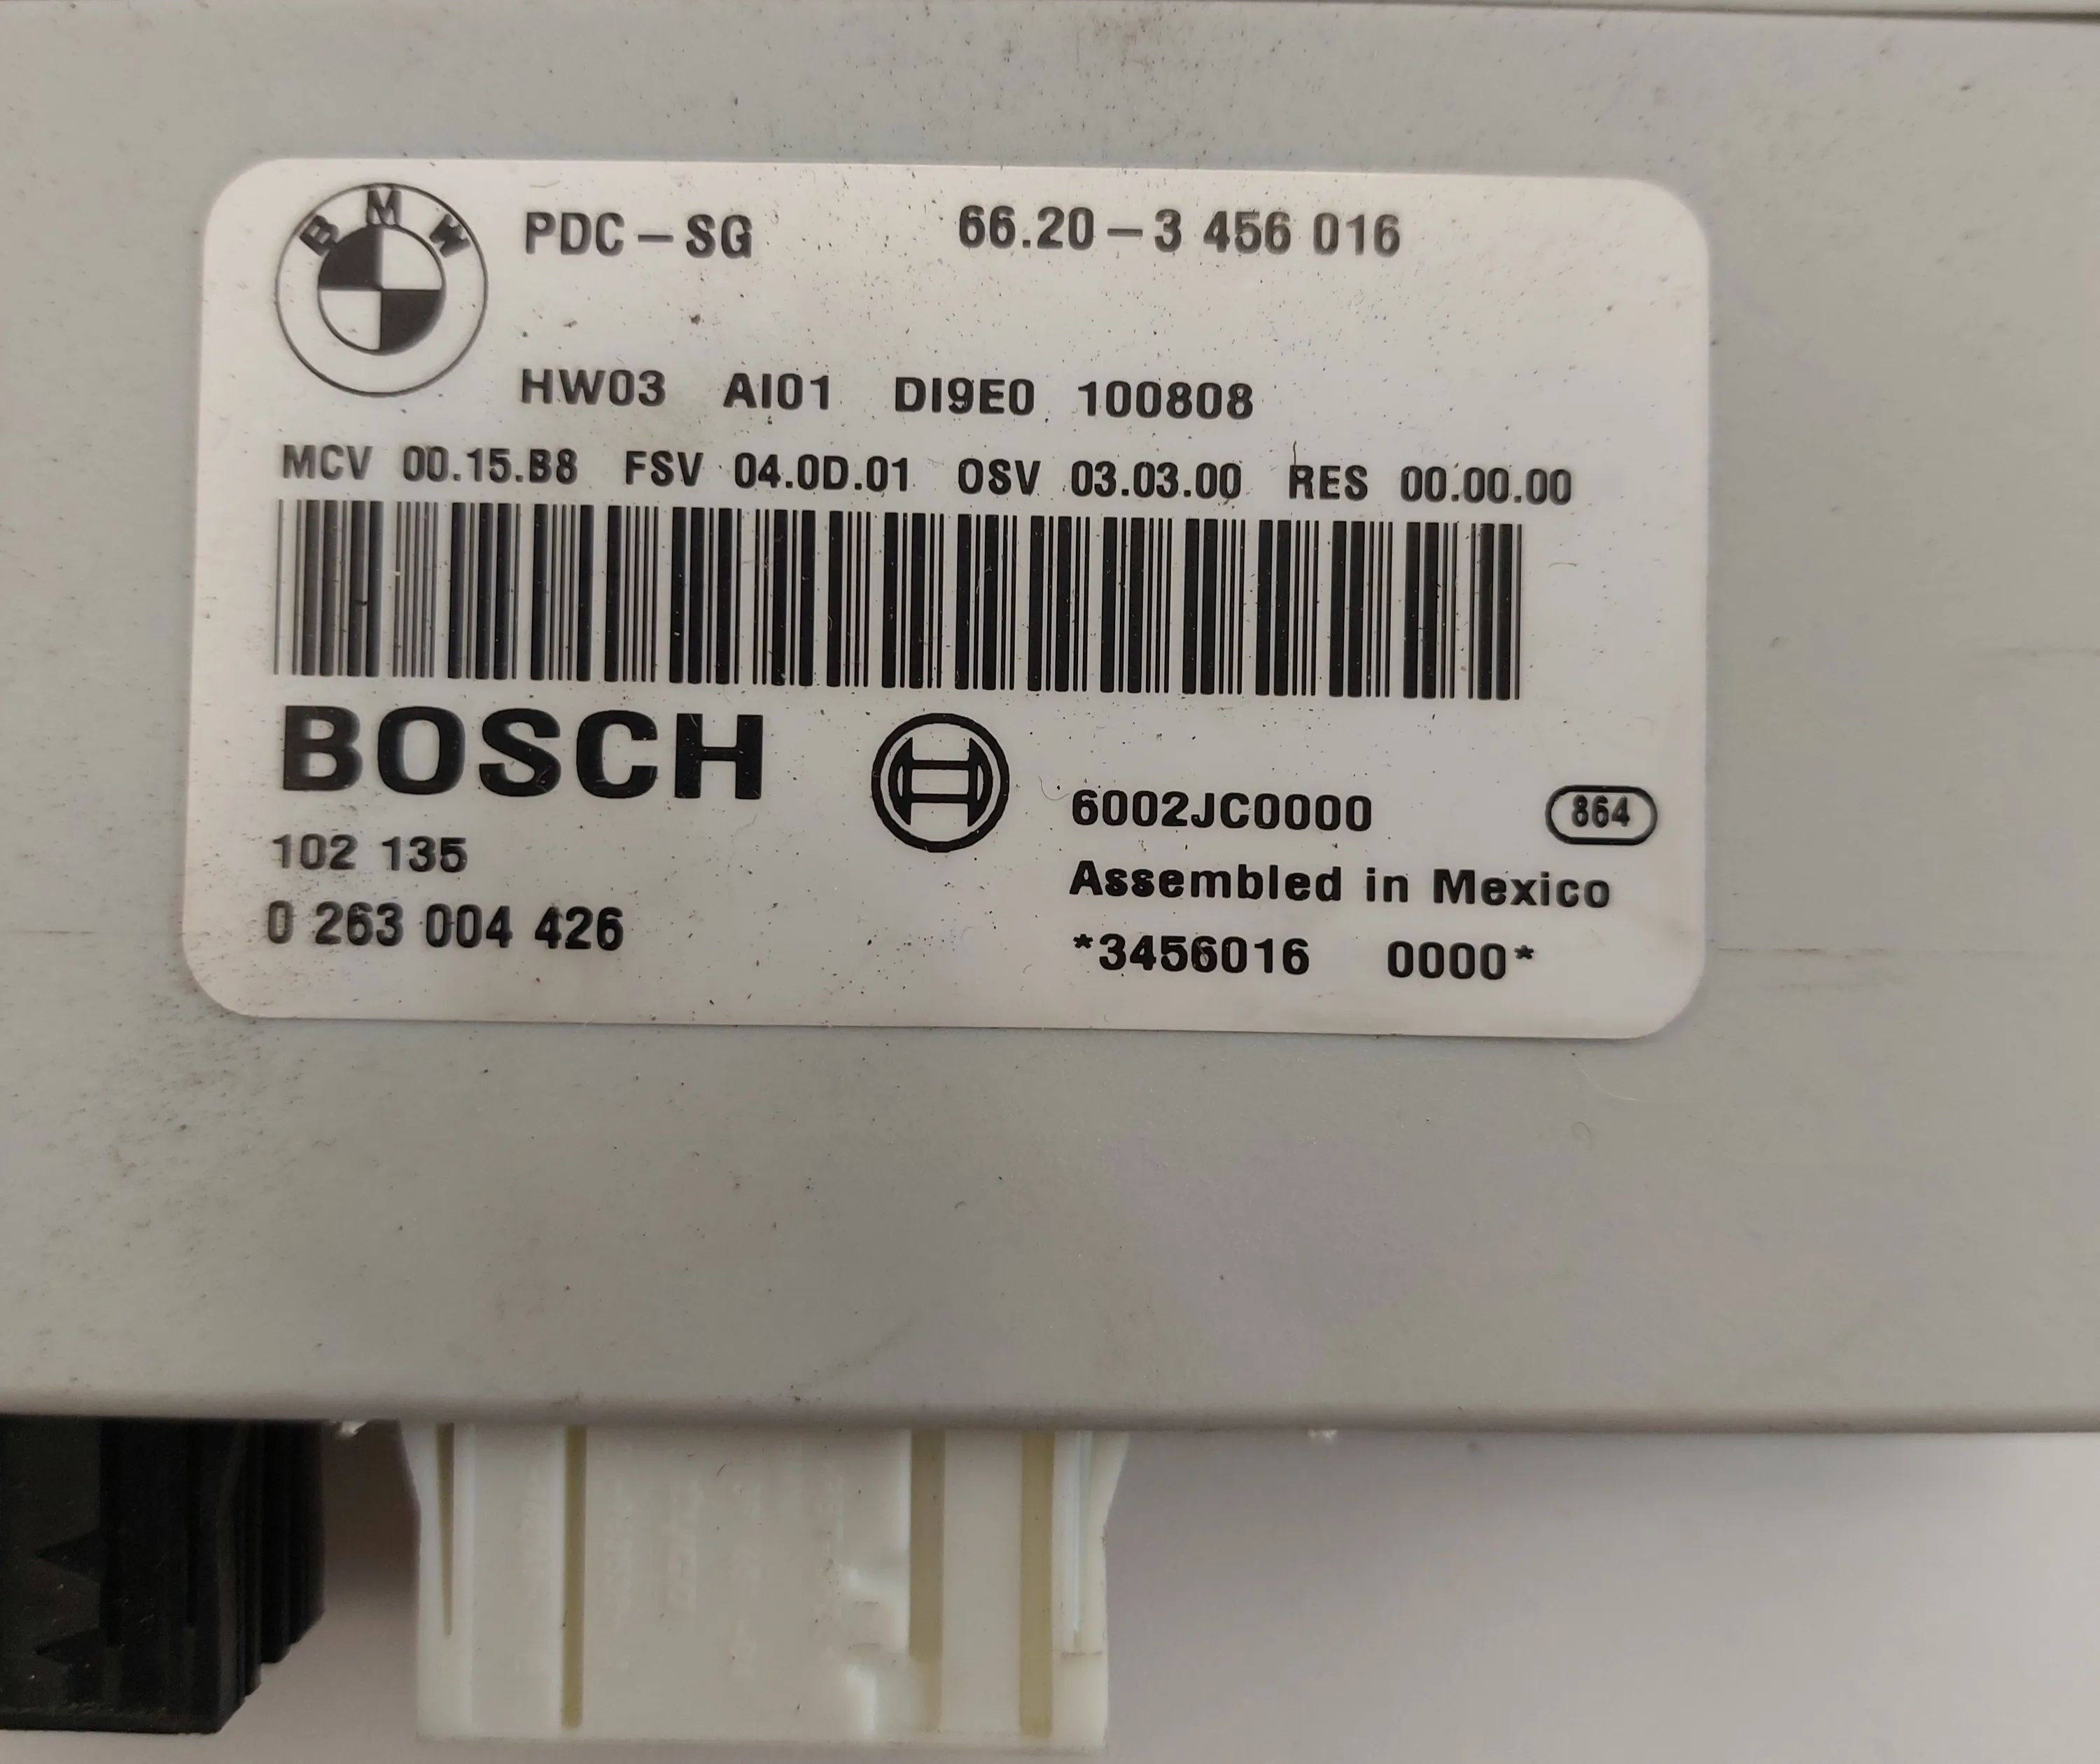 BMW
PDC-SG 66.20-3 456 016
HW03 AI01 DI9E0 100808
MCV 00.15.B8 FSV 04.0D.01 OSV 03.03.00 RES 00.00.00
BOSCH
6002JC0000 864
102 135
Assembled in Mexico
0 263 004 426
*3456016 0000*